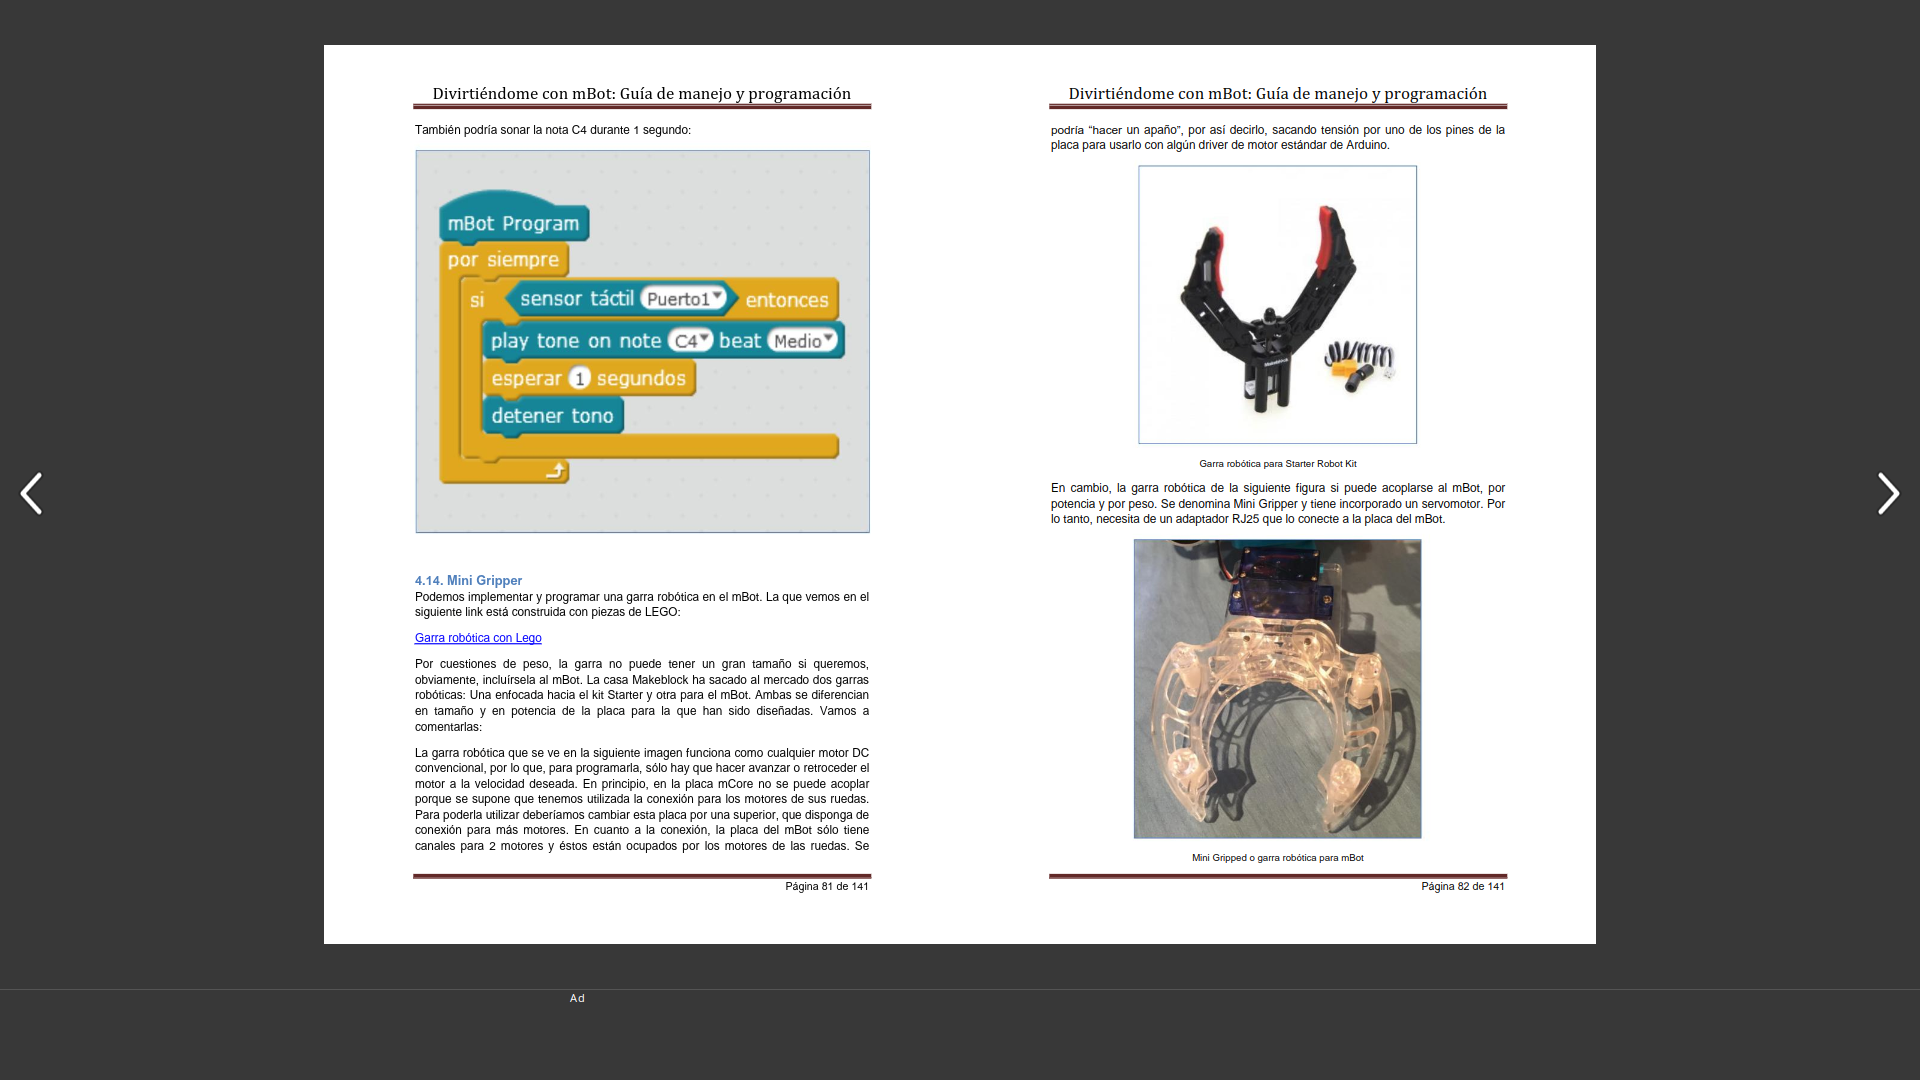 Divirtiéndome con mBot: Guía de manejo y programación
También podría sonar la nota C4 durante 1 segundo:
mBot Program
por siempre
si sensor táctil Puerto1 entonces
play tone on note C4 beat Medio
esperar 1 segundos
detener tono
4.14. Mini Gripper
Podemos implementar y programar una garra robótica en el mBot. La que vemos en el
siguiente link está construida con piezas de LEGO:
Garra robótica con Lego
Por cuestiones de peso, la garra no puede tener un gran tamaño si queremos,
obviamente, incluírsela al mBot. La casa Makeblock ha sacado al mercado dos garras
robóticas: Una enfocada hacia el kit Starter y otra para el mBot. Ambas se diferencian
en tamaño y en potencia de la placa para la que han sido diseñadas. Vamos a
comentarlas:
La garra robótica que se ve en la siguiente imagen funciona como cualquier motor DC
convencional, por lo que, para programarla, sólo hay que hacer avanzar o retroceder el
motor a la velocidad deseada. En principio, en la placa mCore no se puede acoplar
porque se supone que tenemos utilizada la conexión para los motores de sus ruedas.
Para poderla utilizar deberíamos cambiar esta placa por una superior, que disponga de
conexión para más motores. En cuanto a la conexión, la placa del mBot sólo tiene
canales para 2 motores y éstos están ocupados por los motores de las ruedas. Se
Página 81 de 141
Divirtiéndome con mBot: Guía de manejo y programación
podría “hacer un apaño”, por así decirlo, sacando tensión por uno de los pines de la
placa para usarlo con algún driver de motor estándar de Arduino.
Garra robótica para Starter Robot Kit
En cambio, la garra robótica de la siguiente figura si puede acoplarse al mBot, por
potencia y por peso. Se denomina Mini Gripper y tiene incorporado un servomotor. Por
lo tanto, necesita de un adaptador RJ25 que lo conecte a la placa del mBot.
Mini Gripped o garra robótica para mBot
Página 82 de 141
Ad